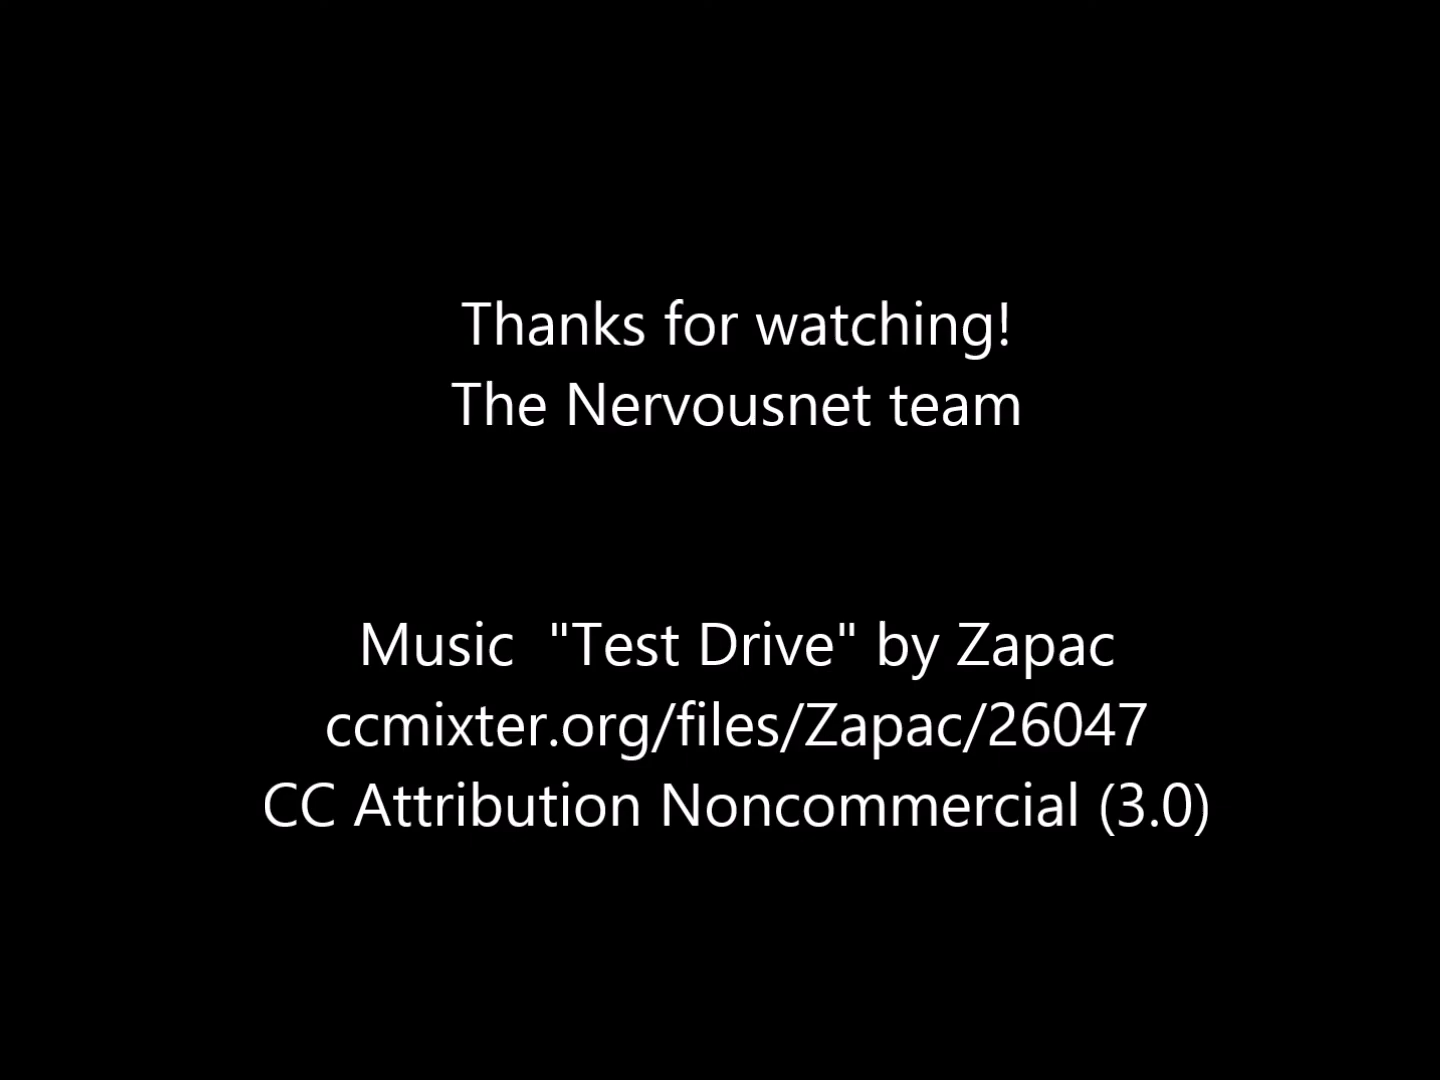 Thanks for watching!
The Nervousnet team
Music  "Test Drive" by Zapac
ccmixter.org/files/Zapac/26047
CC Attribution Noncommercial (3.0)